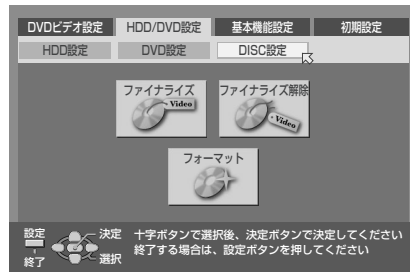 DVDビデオ設定 HDD/DVD設定 基本機能設定 初期設定
HDD設定 DVD設定 DISC設定
ファイナライズ ファイナライズ解除
Video Video
フォーマット
設定 決定 十字ボタンで選択後、決定ボタンで決定してください
終了 選択 終了する場合は、設定ボタンを押してください